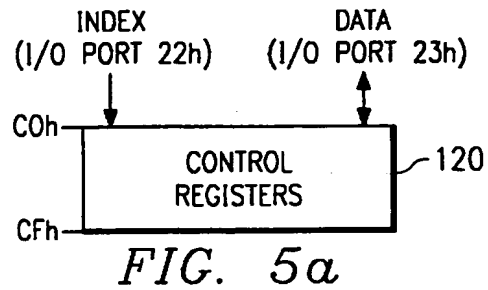 INDEX
(I/O PORT 22h)
DATA
(I/O PORT 23h)
C0h
CONTROL
REGISTERS
120
CFh
FIG. 5a